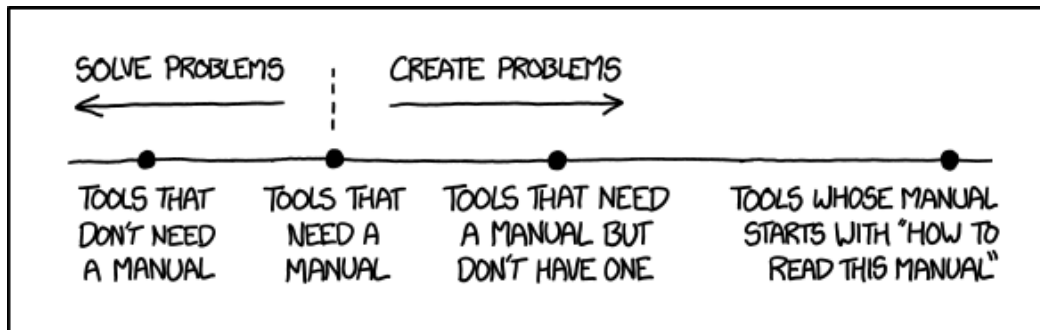 SOLVE PROBLEMS
CREATE PROBLEMS
TOOLS THAT
DON'T NEED
A MANUAL
TOOLS THAT
NEED A
MANUAL
TOOLS THAT NEED
A MANUAL BUT
DON'T HAVE ONE
TOOLS WHOSE MANUAL
STARTS WITH "HOW TO
READ THIS MANUAL"